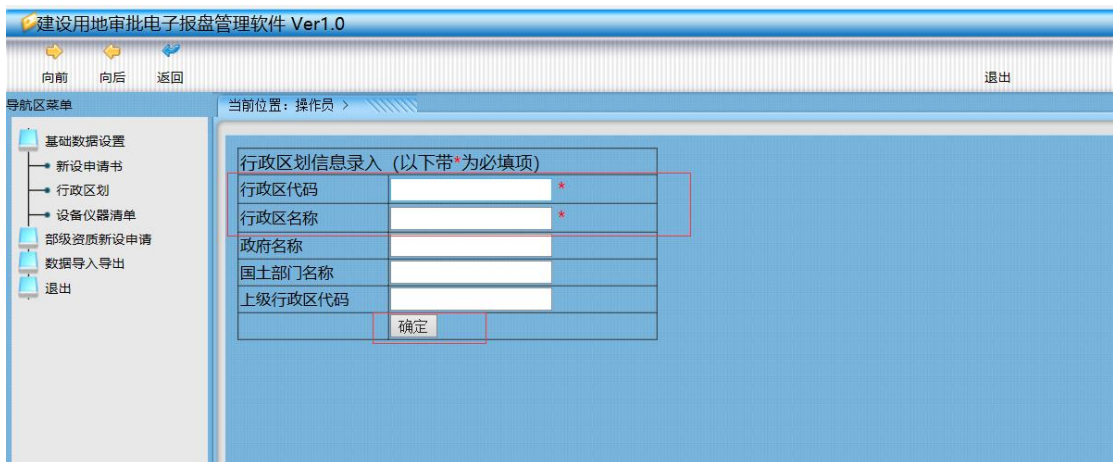 建设用地审批电子报盘管理软件 Ver1.0
向前 向后 返回 退出
导航区菜单
当前位置：操作员 >
基础数据设置
新设申请书
行政区划
设备仪器清单
部级资质新设申请
数据导入导出
退出
行政区划信息录入 (以下带*为必填项)
行政区代码 *
行政区名称 *
政府名称
国土部门名称
上级行政区代码
确定